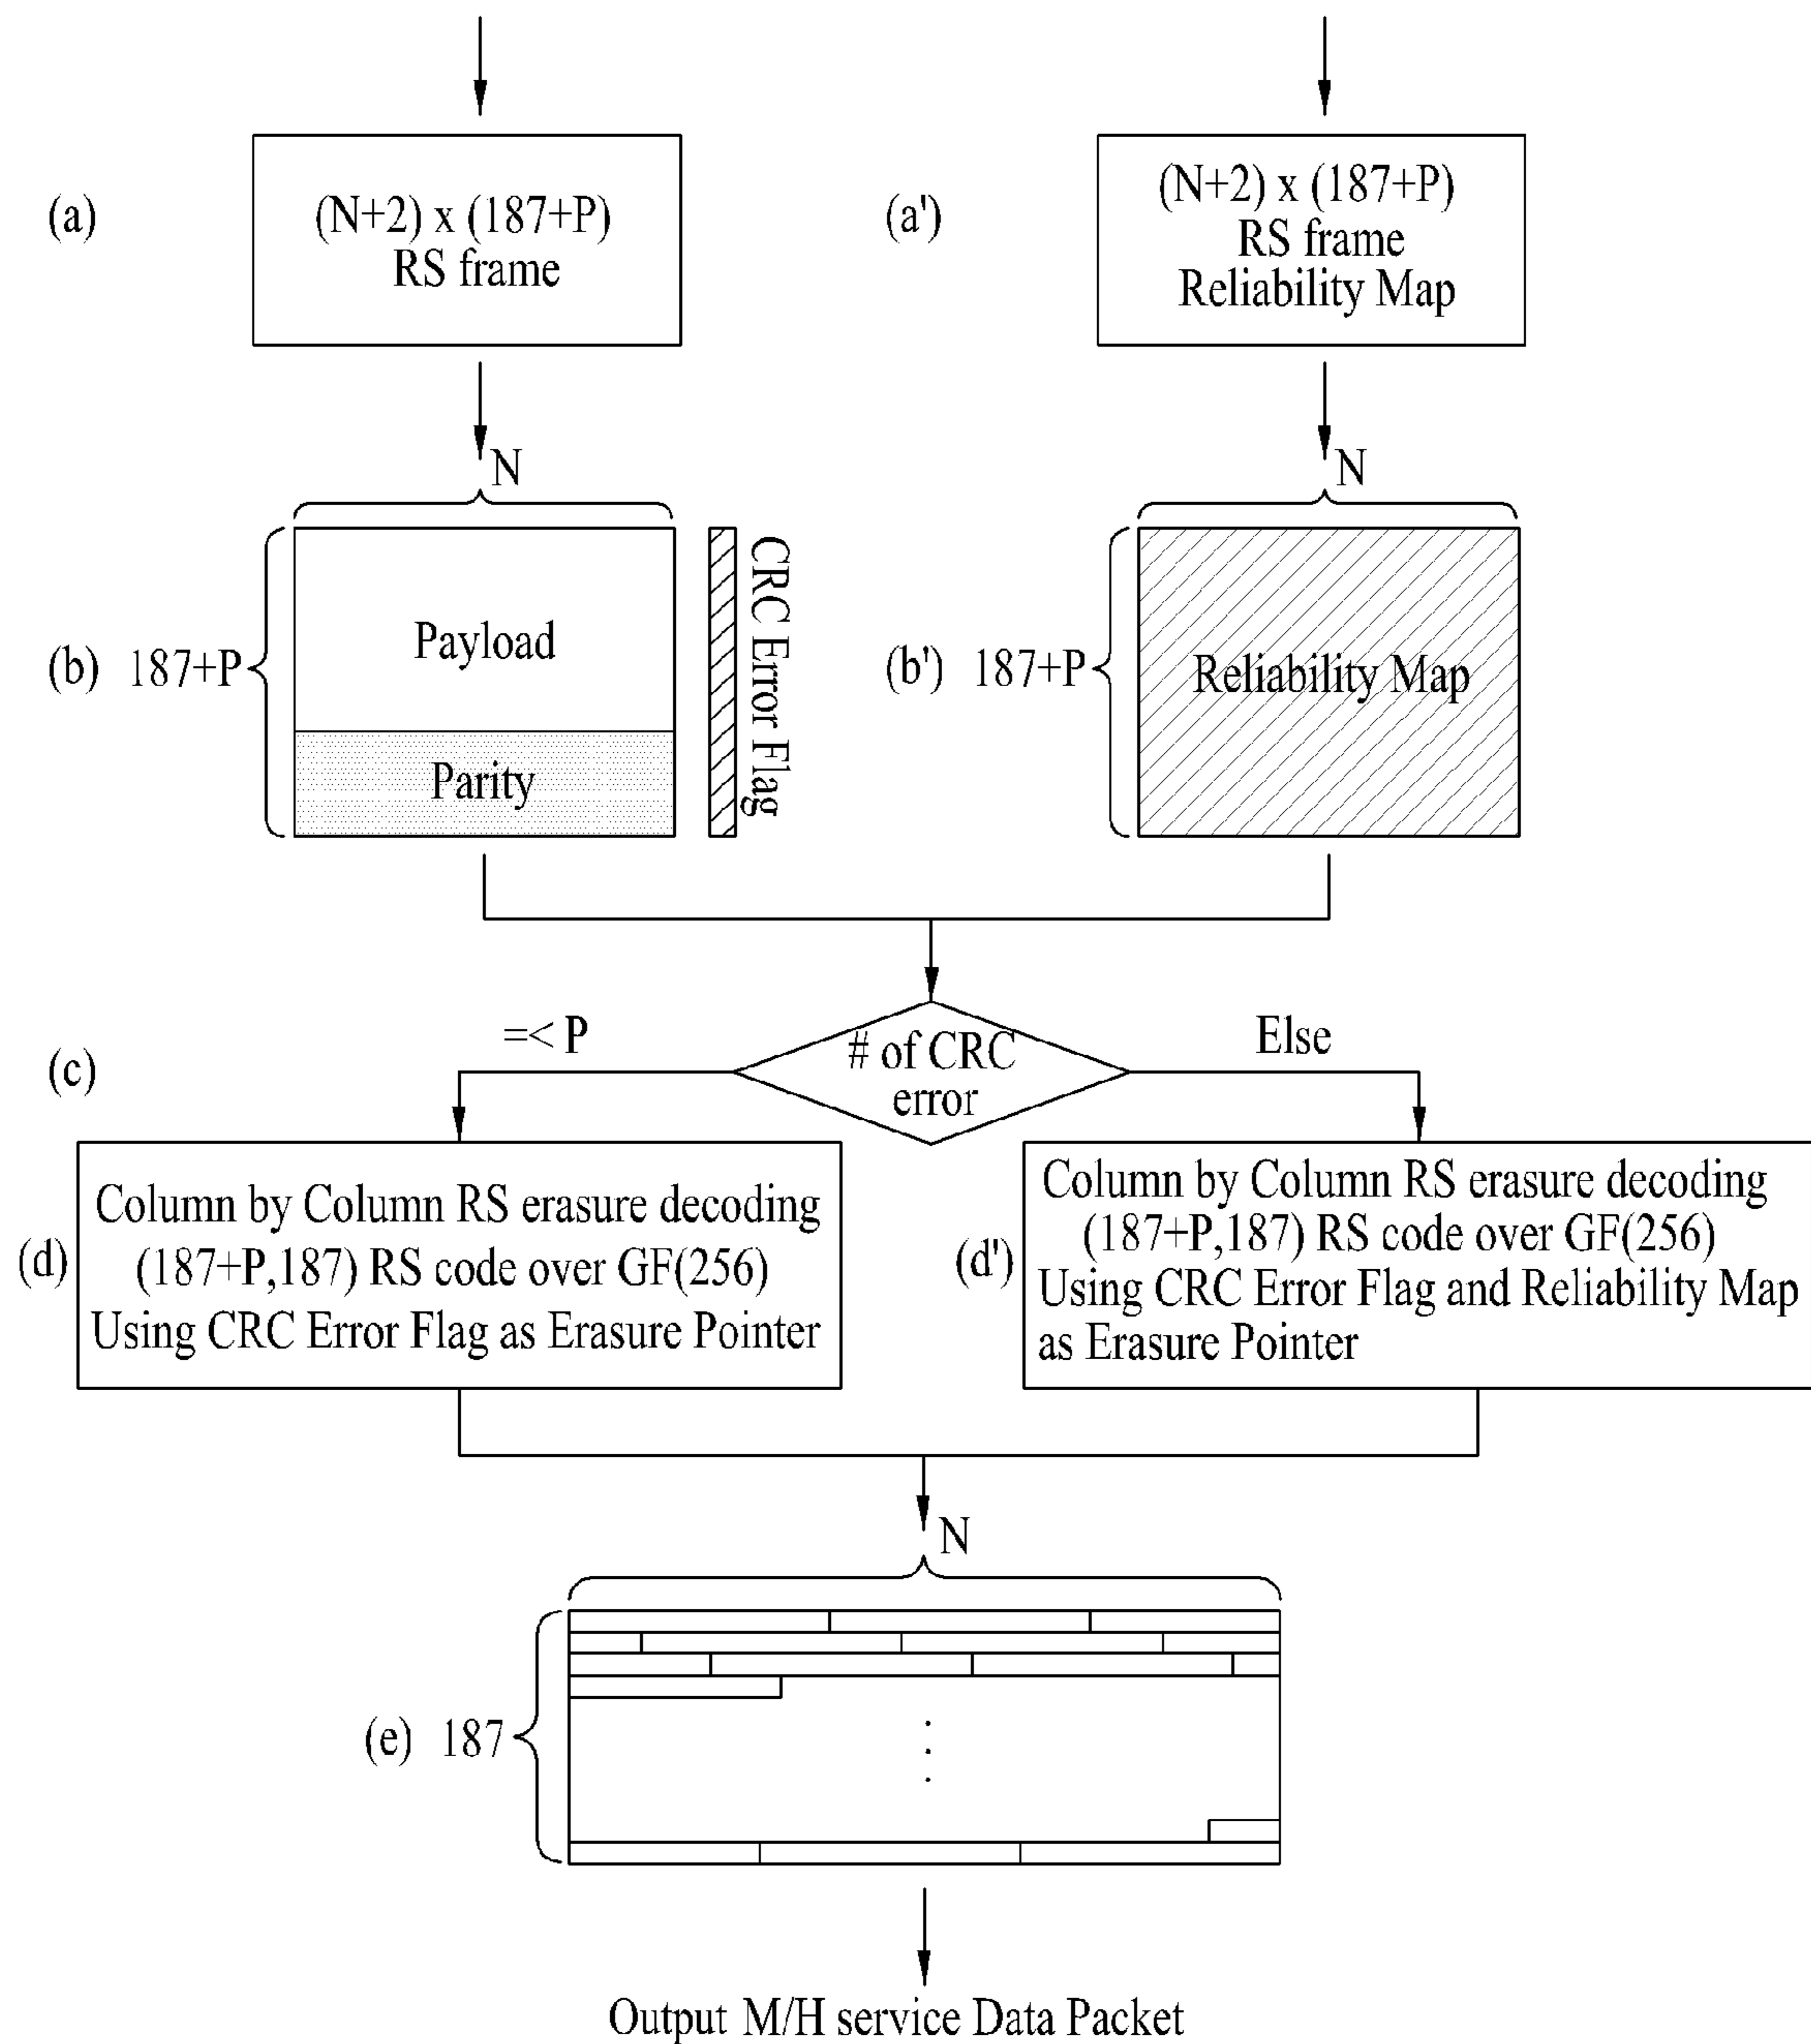 (a)
(N+2) x (187+P)
RS frame
(a')
(N+2) x (187+P)
RS frame
Reliability Map
N
(b) 187+P
Payload
Parity
CRC Error Flag
N
(b') 187+P
Reliability Map
(c)
=< P
# of CRC
error
Else
(d)
Column by Column RS erasure decoding
(187+P,187) RS code over GF(256)
Using CRC Error Flag as Erasure Pointer
(d')
Column by Column RS erasure decoding
(187+P,187) RS code over GF(256)
Using CRC Error Flag and Reliability Map
as Erasure Pointer
N
(e) 187
Output M/H service Data Packet